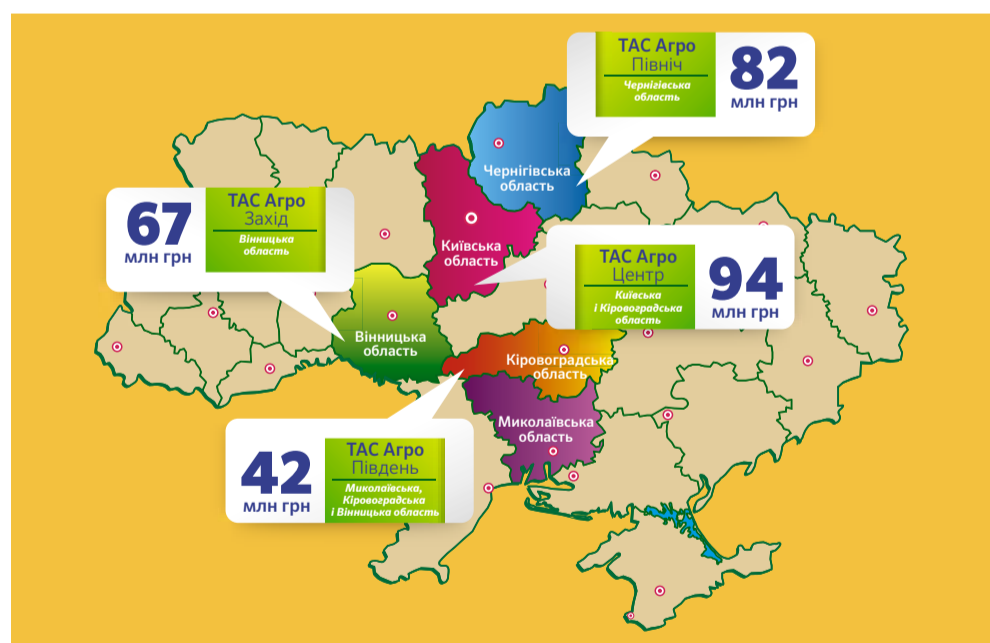 ТАС Агро
Північ
Чернігівська
область
82
млн грн
Чернігівська
область
67
млн грн
ТАС Агро
Захід
Вінницька
область
Київська
область
ТАС Агро
Центр
Київська
і Кіровоградська
область
94
млн грн
Вінницька
область
Кіровоградська
область
Миколаївська
область
42
млн грн
ТАС Агро
Південь
Миколаївська,
Кіровоградська
і Вінницька область